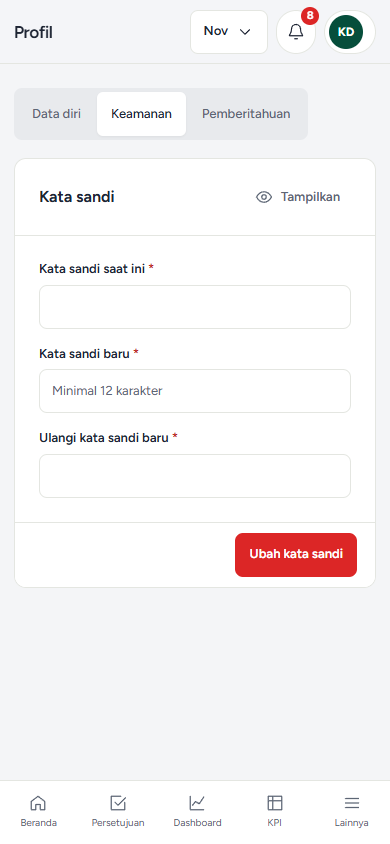 Profil
Nov
8
KD
Data diri
Keamanan
Pemberitahuan
Kata sandi
Tampilkan
Kata sandi saat ini *
Kata sandi baru *
Minimal 12 karakter
Ulangi kata sandi baru *
Ubah kata sandi
Beranda
Persetujuan
Dashboard
KPI
Lainnya